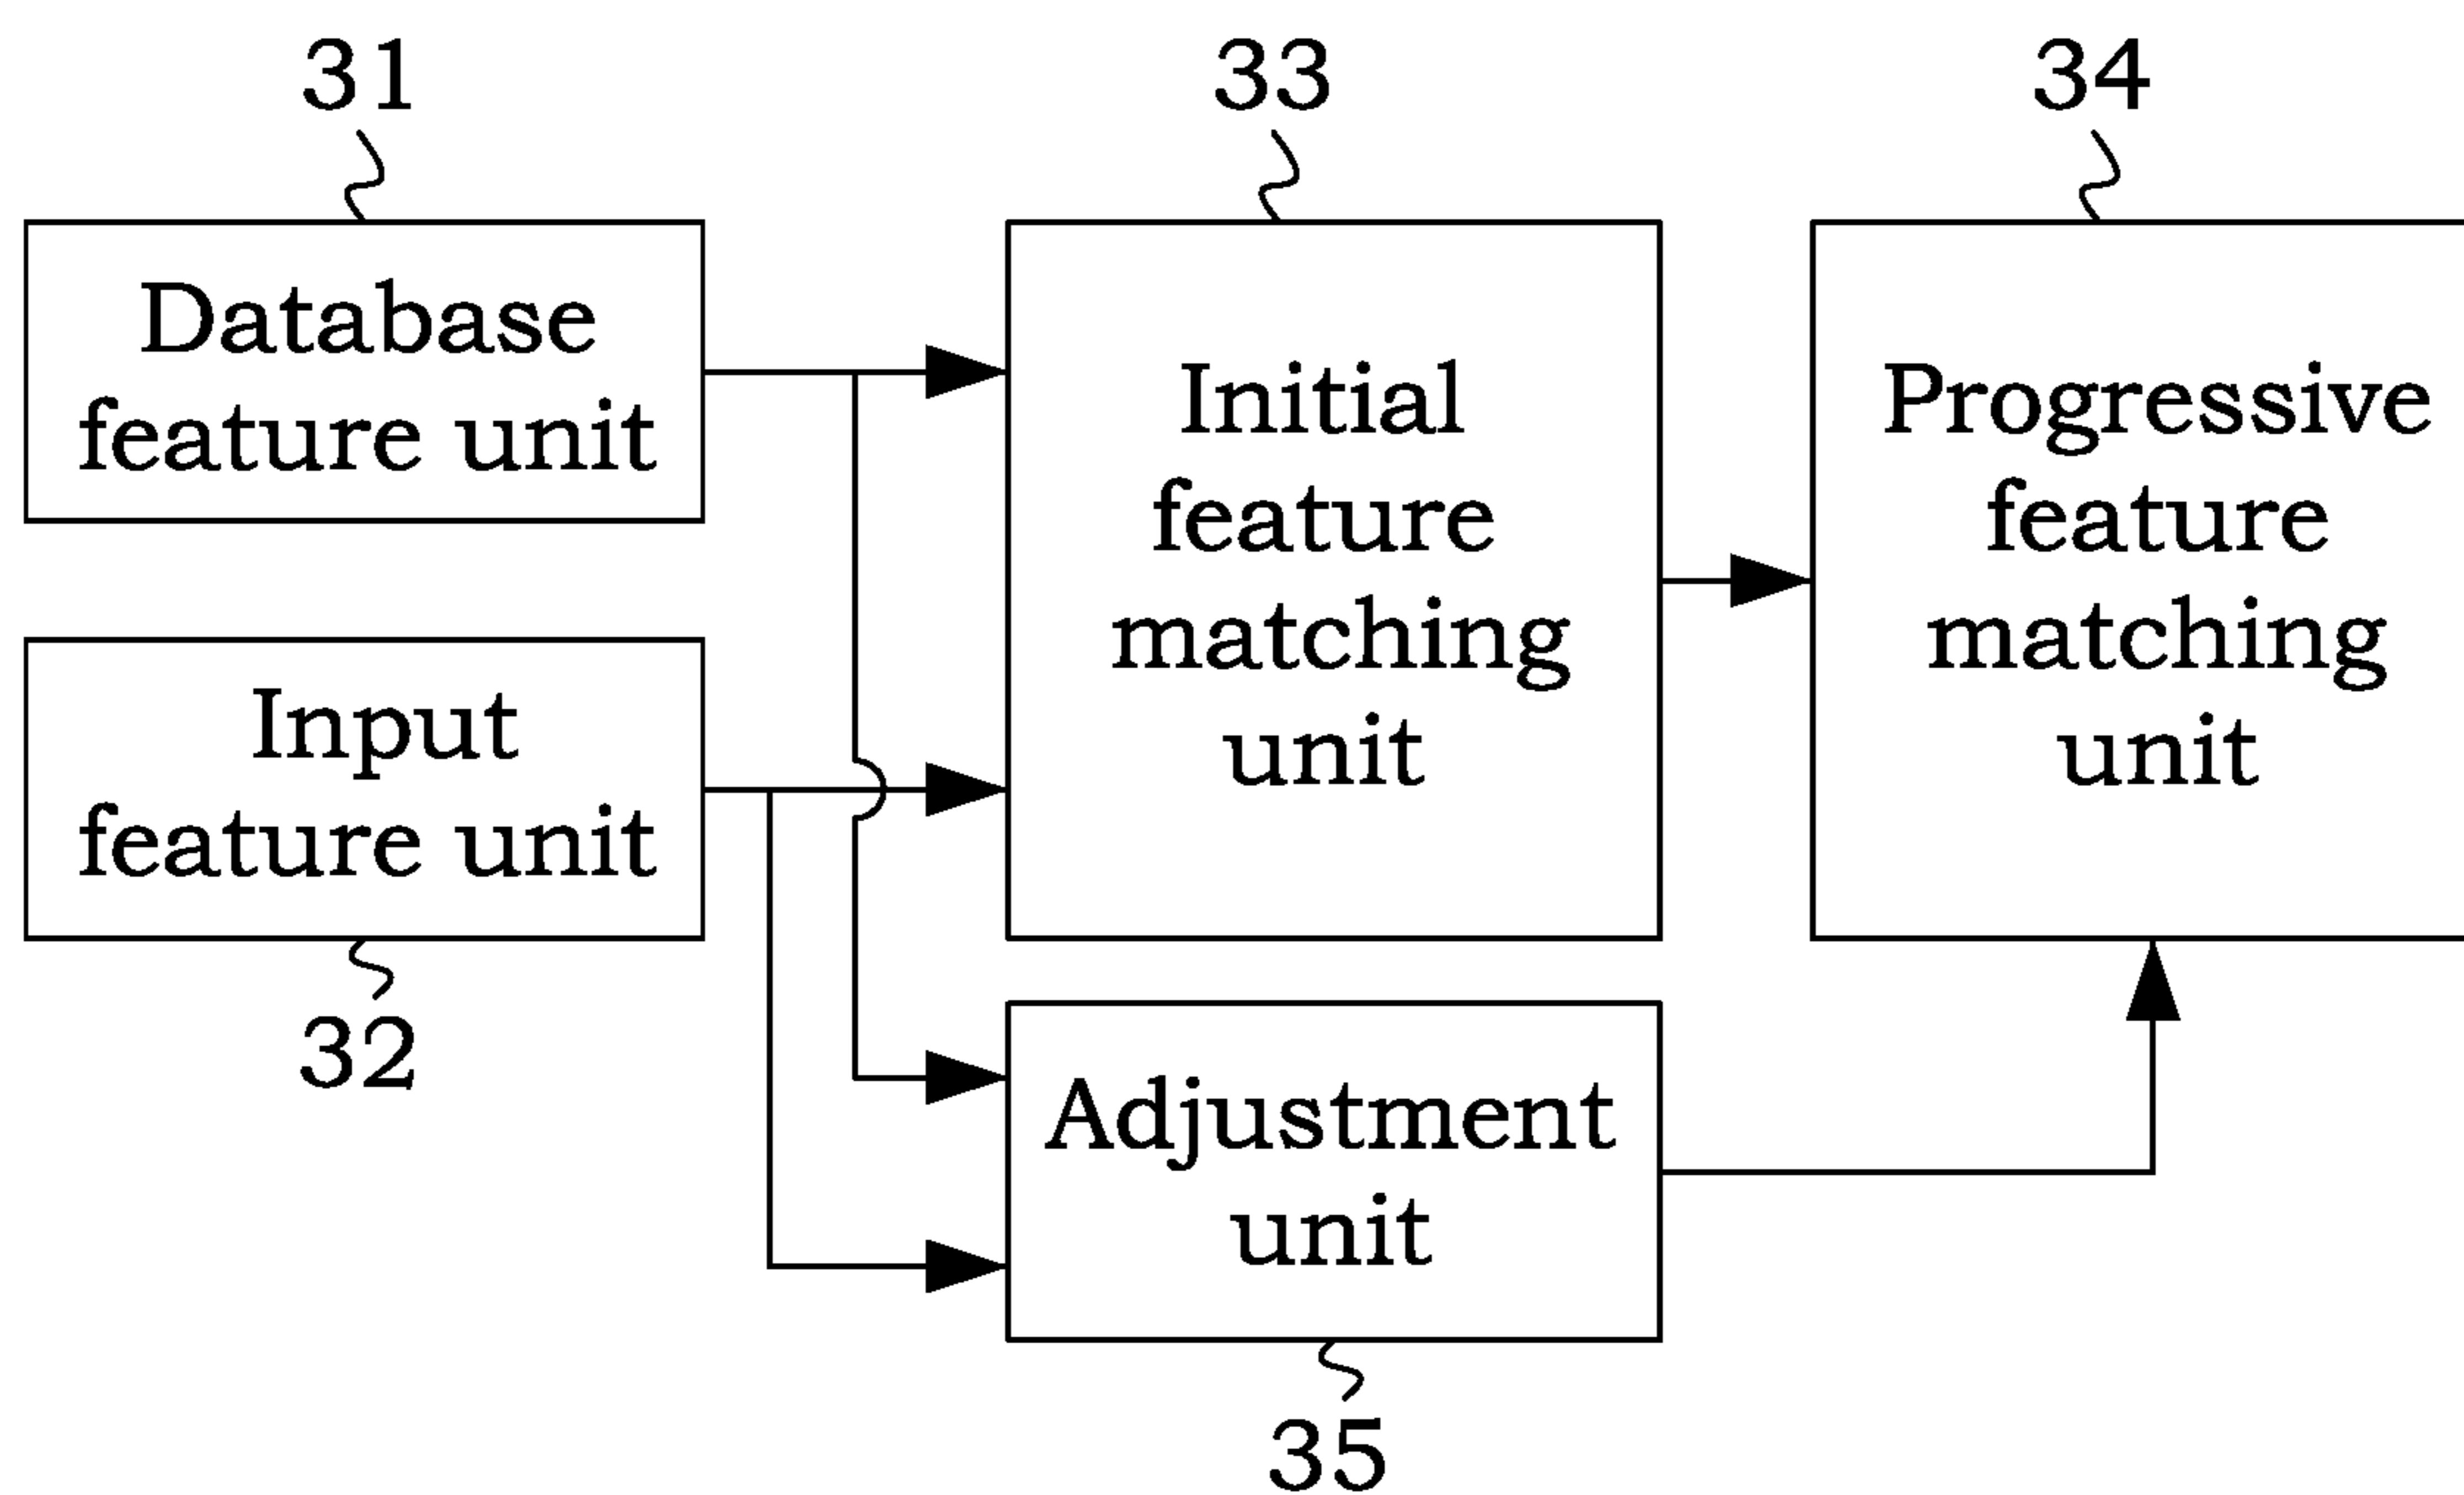 31
33
34
Database
feature unit
Initial
feature
matching
unit
Progressive
feature
matching
unit
Input
feature unit
32
Adjustment
unit
35